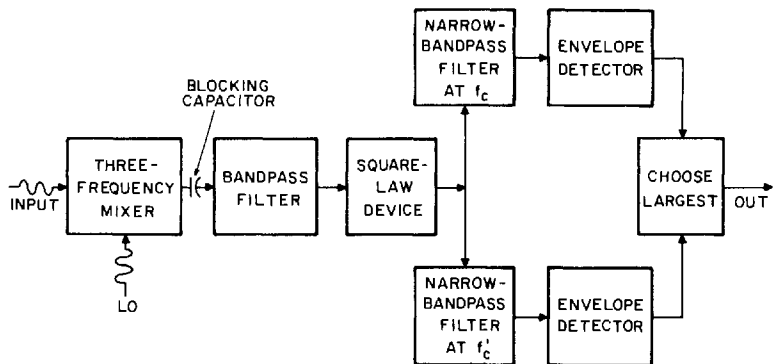 NARROW-
BANDPASS
FILTER
AT fc
ENVELOPE
DETECTOR
BLOCKING
CAPACITOR
INPUT
THREE-
FREQUENCY
MIXER
BANDPASS
FILTER
SQUARE-
LAW
DEVICE
CHOOSE
LARGEST
OUT
LO
NARROW-
BANDPASS
FILTER
AT f'c
ENVELOPE
DETECTOR